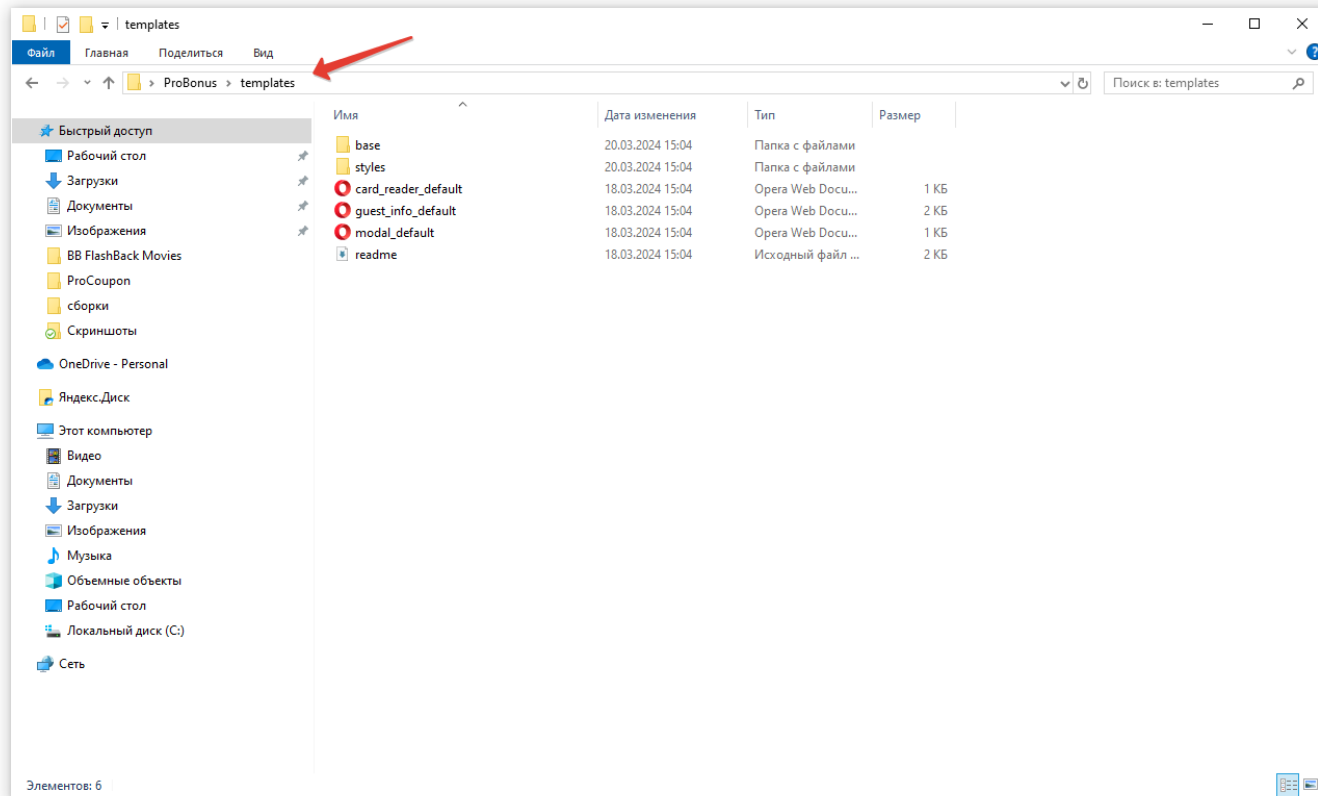 templates
Файл Главная Поделиться Вид
ProBonus templates Поиск в: templates
Имя Дата изменения Тип Размер
Быстрый доступ
Рабочий стол
Загрузки
Документы
Изображения
BB FlashBack Movies
ProCoupon
сборки
Скриншоты
OneDrive - Personal
Яндекс.Диск
Этот компьютер
Видео
Документы
Загрузки
Изображения
Музыка
Объемные объекты
Рабочий стол
Локальный диск (C:)
Сеть
base 20.03.2024 15:04 Папка с файлами
styles 20.03.2024 15:04 Папка с файлами
card_reader_default 18.03.2024 15:04 Opera Web Docu... 1 КБ
guest_info_default 18.03.2024 15:04 Opera Web Docu... 2 КБ
modal_default 18.03.2024 15:04 Opera Web Docu... 1 КБ
readme 18.03.2024 15:04 Исходный файл ... 2 КБ
Элементов: 6